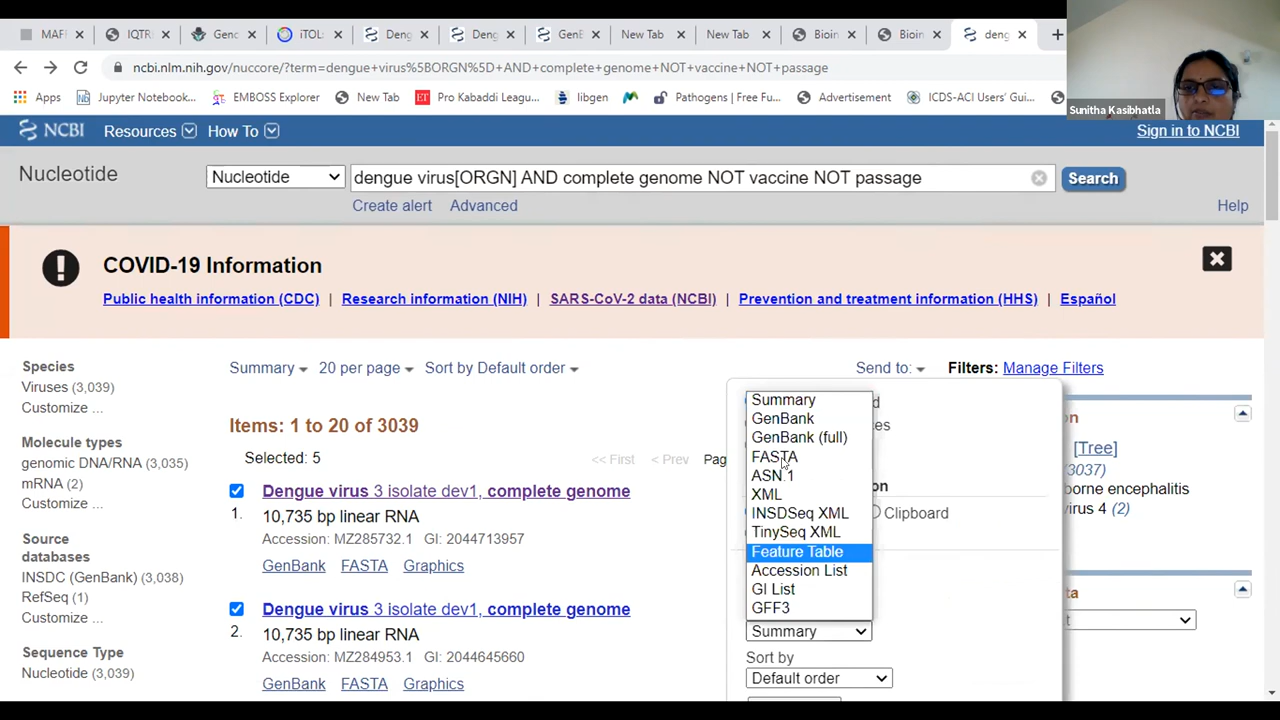 MAF
IQTR
Geno
iTOL:
Deng
Deng
GenB
New Tab
New Tab
Bioin
Bioin
deng
ncbi.nlm.nih.gov/nuccore/?term=dengue+virus%5BORGN%5D+AND+complete+genome+NOT+vaccine+NOT+passage
Apps
Jupyter Notebook...
EMBOSS Explorer
New Tab
Pro Kabaddi Leagu...
libgen
Pathogens | Free Fu...
Advertisement
ICDS-ACI Users' Gui...
Sunitha Kasibhatla
NCBI
Resources
How To
Sign in to NCBI
Nucleotide
Nucleotide
dengue virus[ORGN] AND complete genome NOT vaccine NOT passage
Search
Create alert
Advanced
Help
COVID-19 Information
Public health information (CDC) | Research information (NIH) | SARS-CoV-2 data (NCBI) | Prevention and treatment information (HHS) | Español
Species
Viruses (3,039)
Customize ...
Molecule types
genomic DNA/RNA (3,035)
mRNA (2)
Customize ...
Source
databases
INSDC (GenBank) (3,038)
RefSeq (1)
Customize ...
Sequence Type
Nucleotide (3,039)
Summary
20 per page
Sort by Default order
Send to:
Filters: Manage Filters
Items: 1 to 20 of 3039
Selected: 5
<< First
< Prev
Pag
Dengue virus 3 isolate dev1, complete genome
1.
10,735 bp linear RNA
Accession: MZ285732.1 GI: 2044713957
GenBank
FASTA
Graphics
Dengue virus 3 isolate dev1, complete genome
2.
10,735 bp linear RNA
Accession: MZ284953.1 GI: 2044645660
GenBank
FASTA
Graphics
Summary
GenBank
GenBank (full)
FASTA
ASN.1
XML
INSDSeq XML
TinySeq XML
Feature Table
Accession List
GI List
GFF3
Summary
Sort by
Default order
d
es
on
Clipboard
on
[Tree]
(3037)
borne encephalitis
virus 4 (2)
ta
t